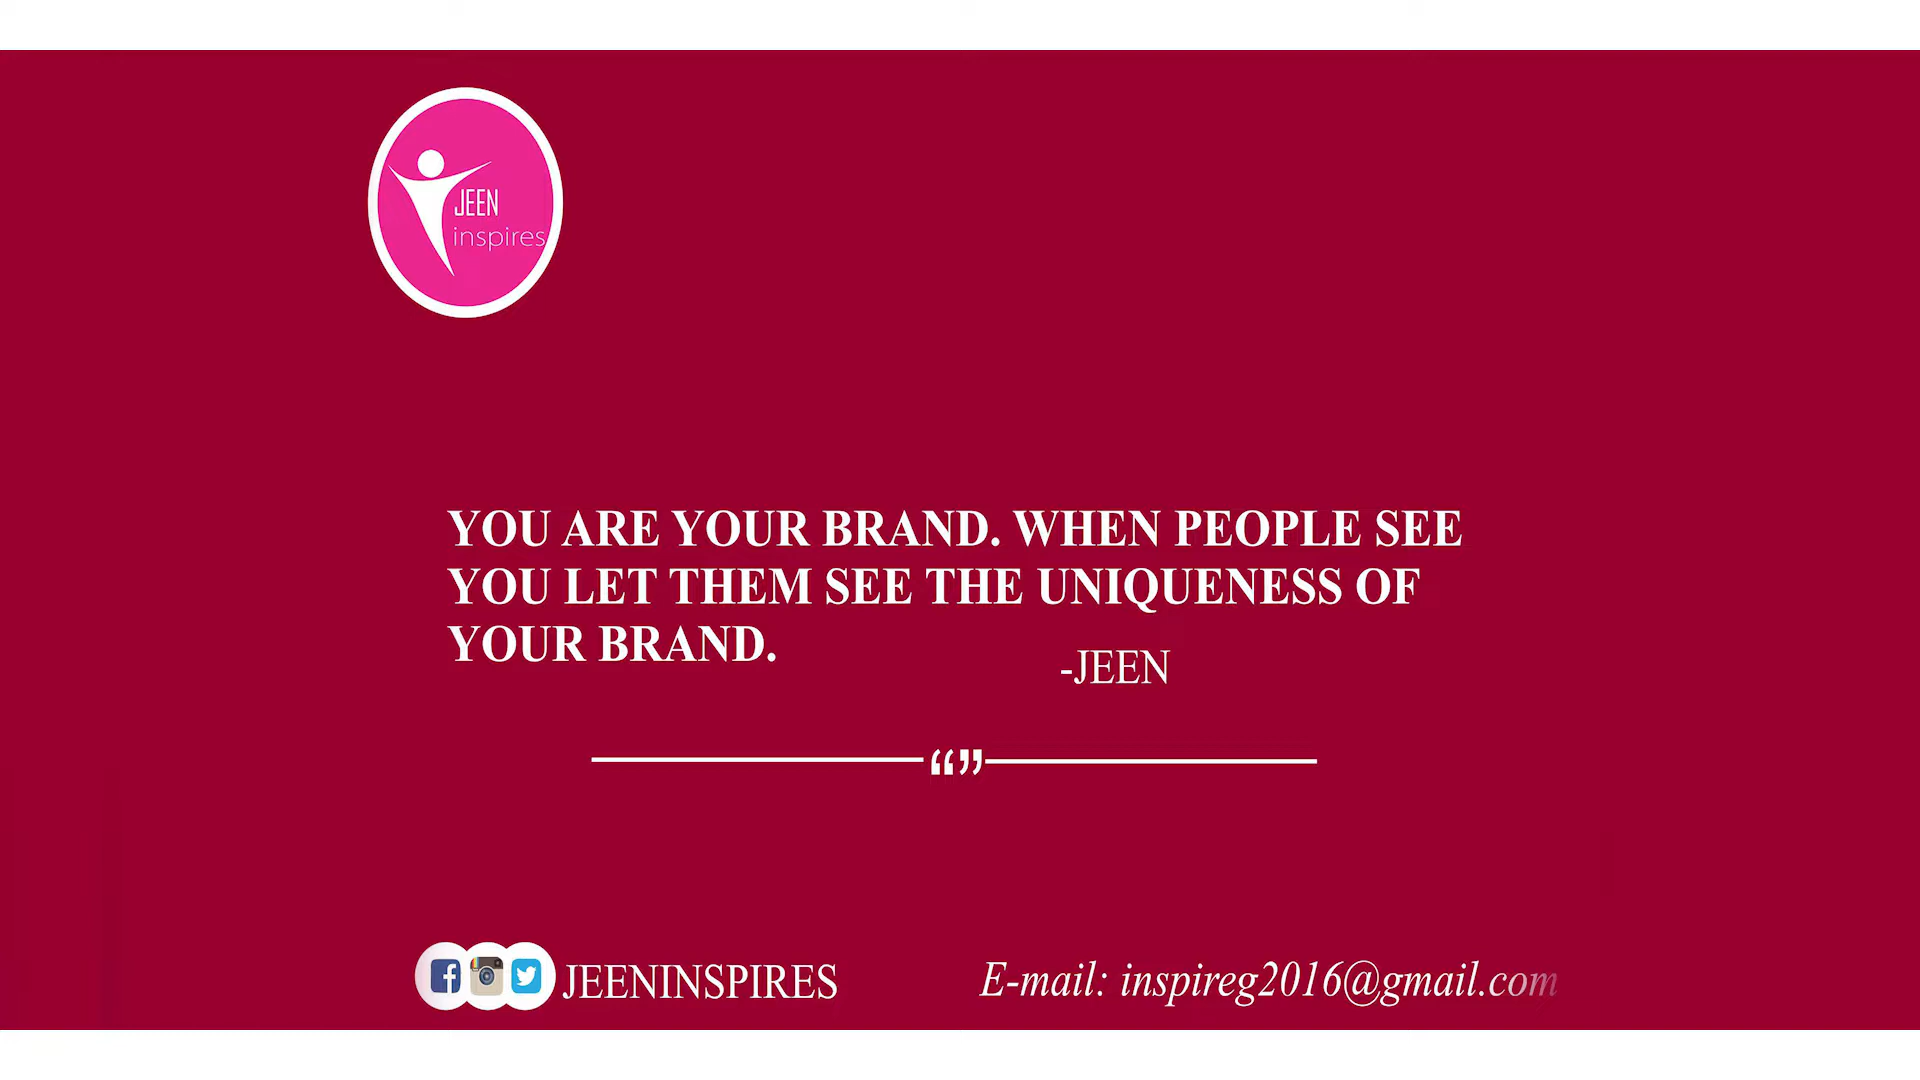 JEEN
inspires
YOU ARE YOUR BRAND. WHEN PEOPLE SEE
YOU LET THEM SEE THE UNIQUENESS OF
YOUR BRAND.
-JEEN
“”
JEENINSPIRES
E-mail: inspireg2016@gmail.com